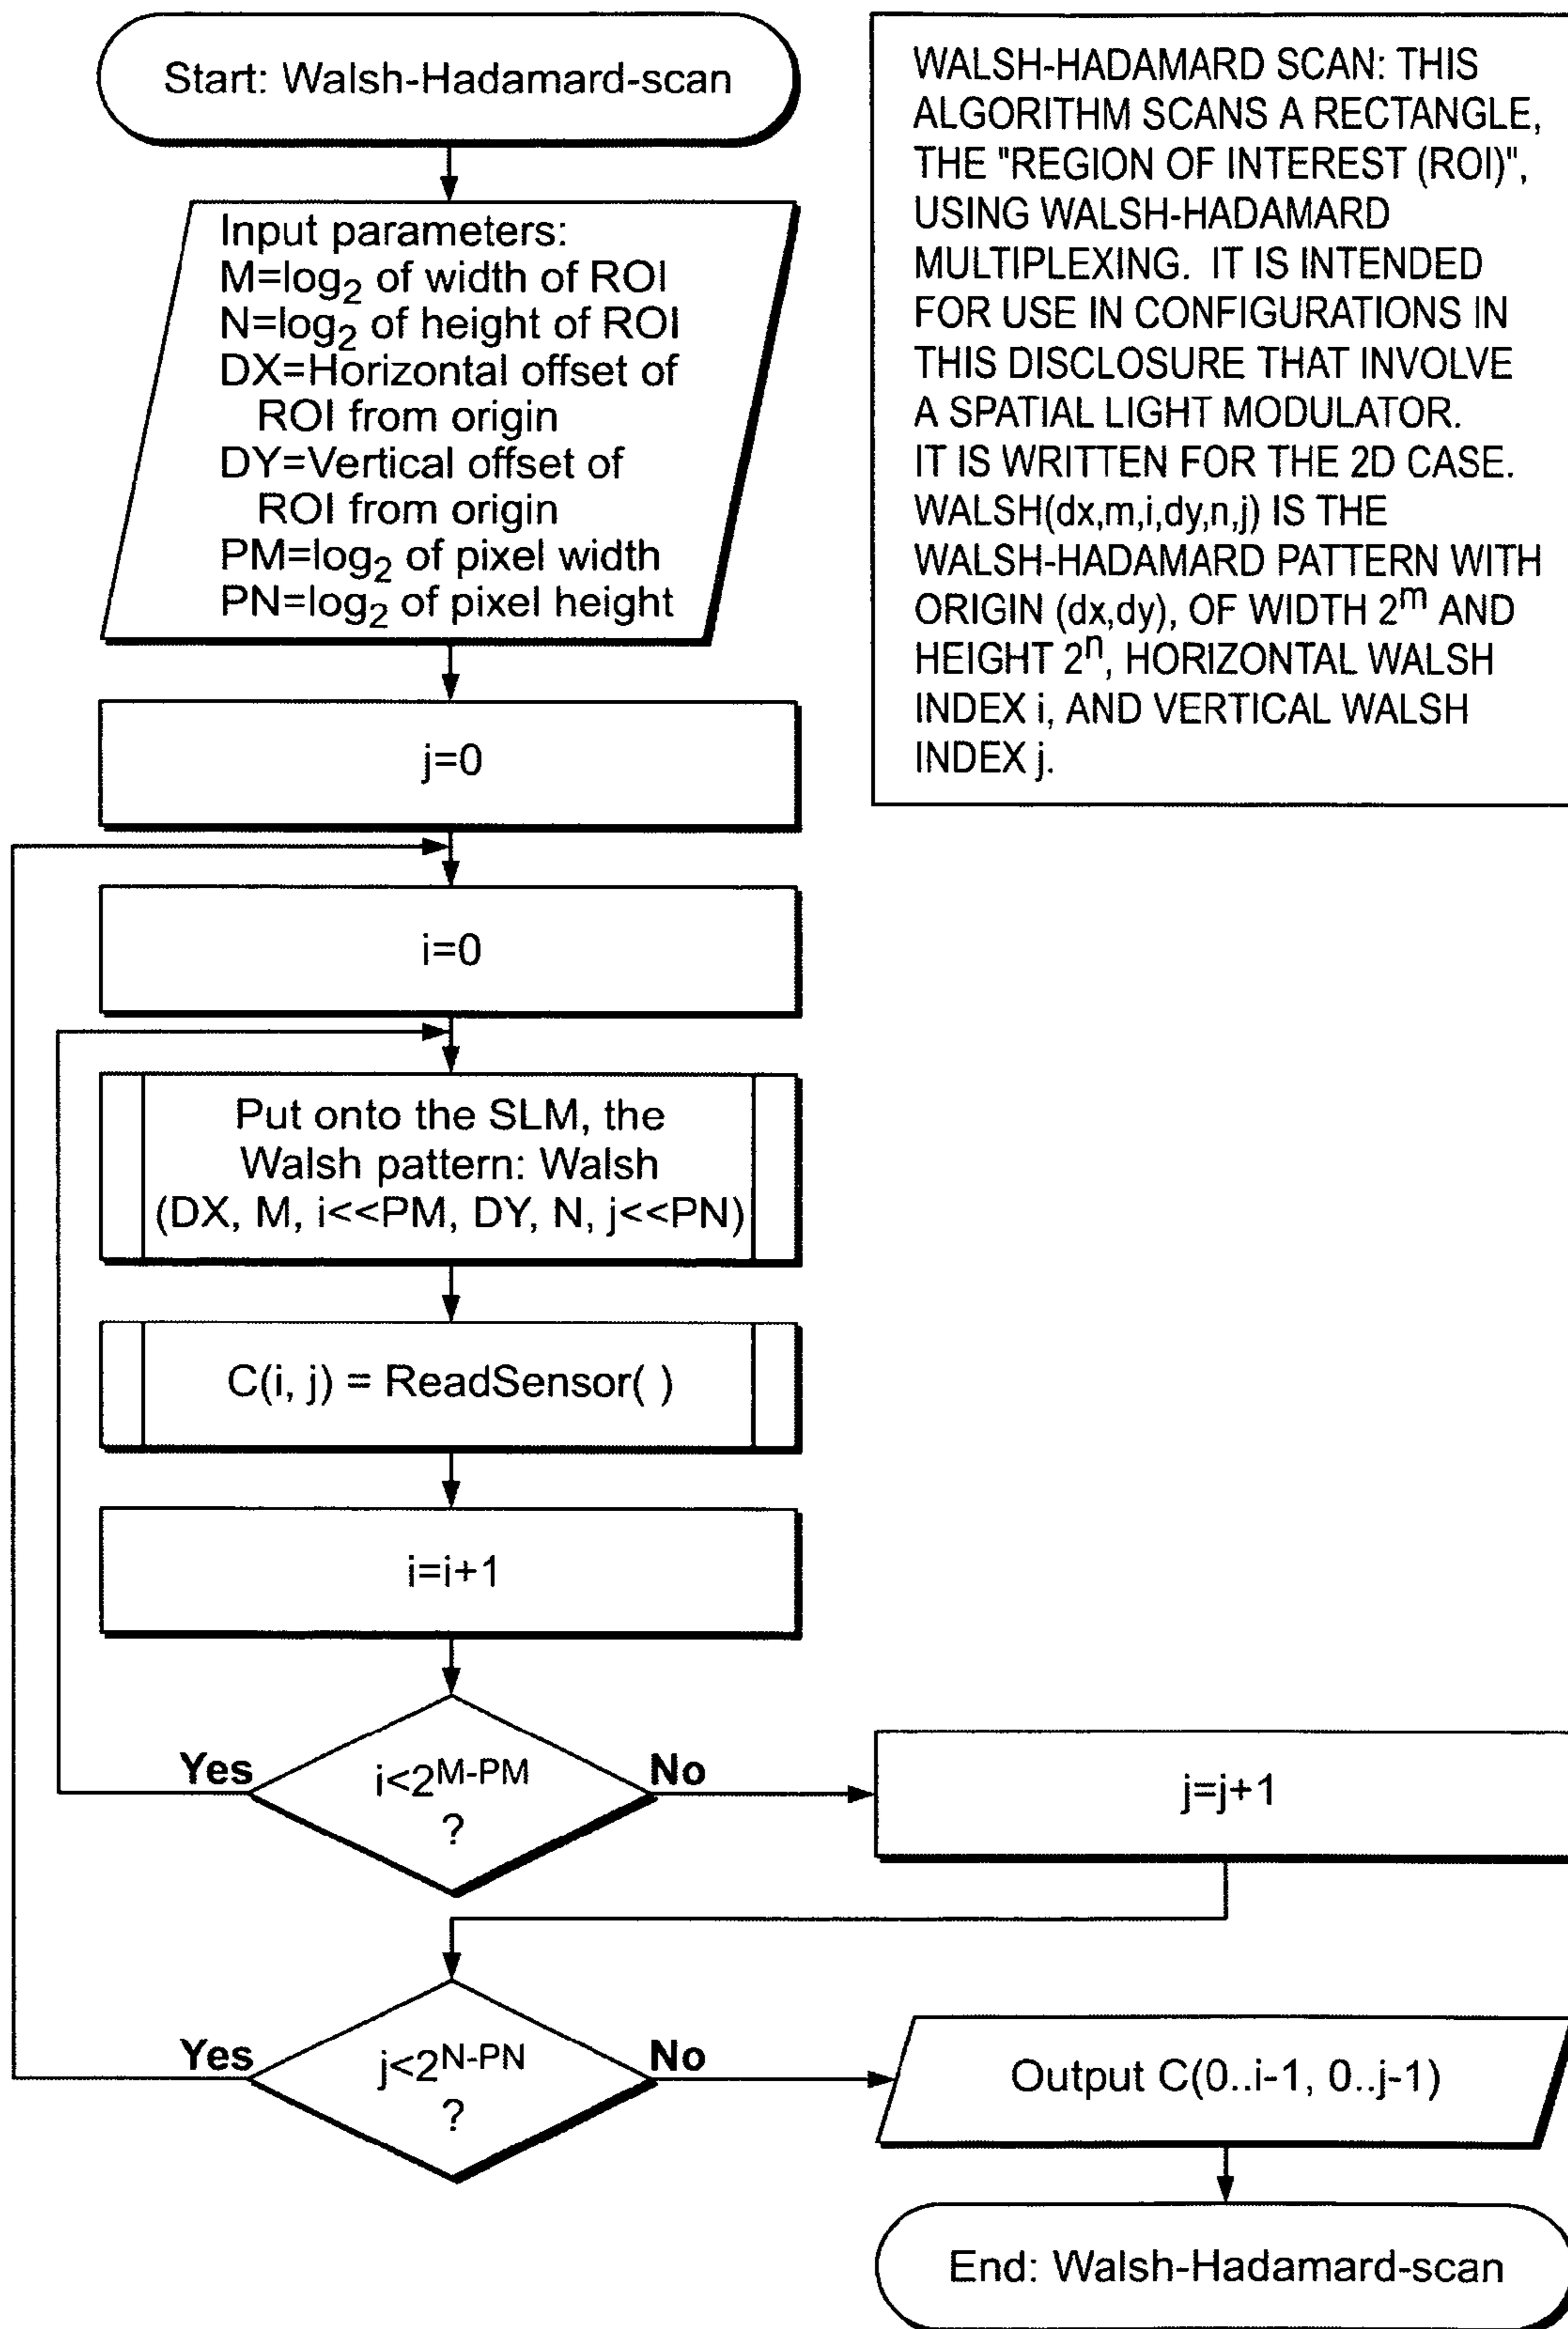 Start: Walsh-Hadamard-scan
Input parameters:
M=log₂ of width of ROI
N=log₂ of height of ROI
DX=Horizontal offset of
ROI from origin
DY=Vertical offset of
ROI from origin
PM=log₂ of pixel width
PN=log₂ of pixel height
WALSH-HADAMARD SCAN: THIS
ALGORITHM SCANS A RECTANGLE,
THE "REGION OF INTEREST (ROI)",
USING WALSH-HADAMARD
MULTIPLEXING. IT IS INTENDED
FOR USE IN CONFIGURATIONS IN
THIS DISCLOSURE THAT INVOLVE
A SPATIAL LIGHT MODULATOR.
IT IS WRITTEN FOR THE 2D CASE.
WALSH(dx,m,i,dy,n,j) IS THE
WALSH-HADAMARD PATTERN WITH
ORIGIN (dx,dy), OF WIDTH 2ᵐ AND
HEIGHT 2ⁿ, HORIZONTAL WALSH
INDEX i, AND VERTICAL WALSH
INDEX j.
j=0
i=0
Put onto the SLM, the
Walsh pattern: Walsh
(DX, M, i<<PM, DY, N, j<<PN)
C(i, j) = ReadSensor( )
i=i+1
Yes
i<2^M-PM
?
No
j=j+1
Yes
j<2^N-PN
?
No
Output C(0..i-1, 0..j-1)
End: Walsh-Hadamard-scan